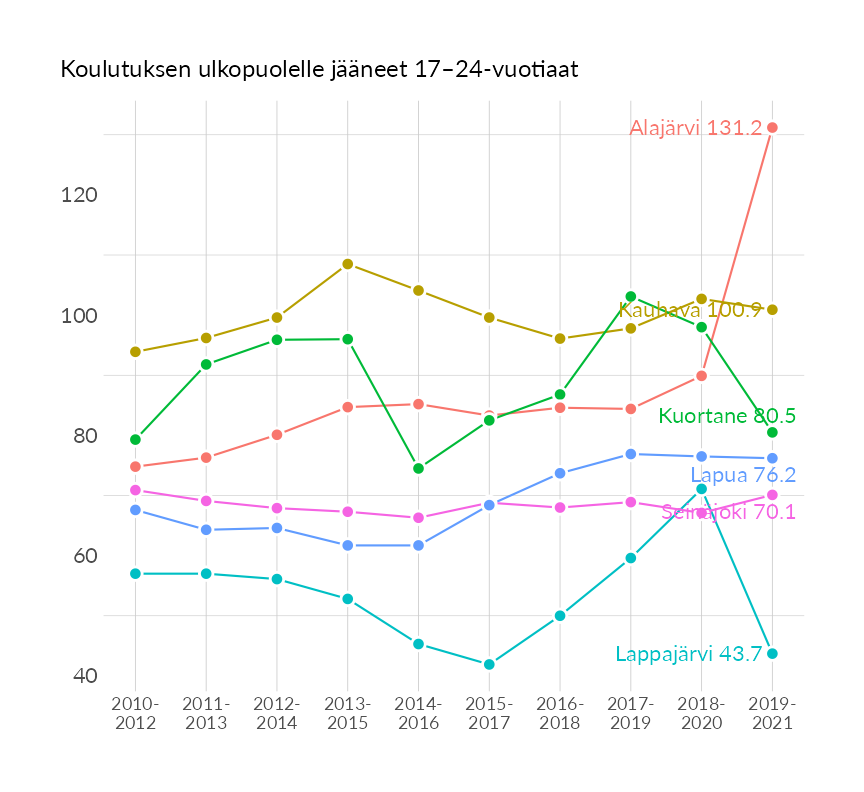 Koulutuksen ulkopuolelle jääneet 17–24-vuotiaat
Alajärvi 131.2
120
Kauhava 100.9
100
Kuortane 80.5
80
Lapua 76.2
Seinäjoki 70.1
60
Lappajärvi 43.7
40
2010- 2011- 2012- 2013- 2014- 2015- 2016- 2017- 2018- 2019-
2012 2013 2014 2015 2016 2017 2018 2019 2020 2021